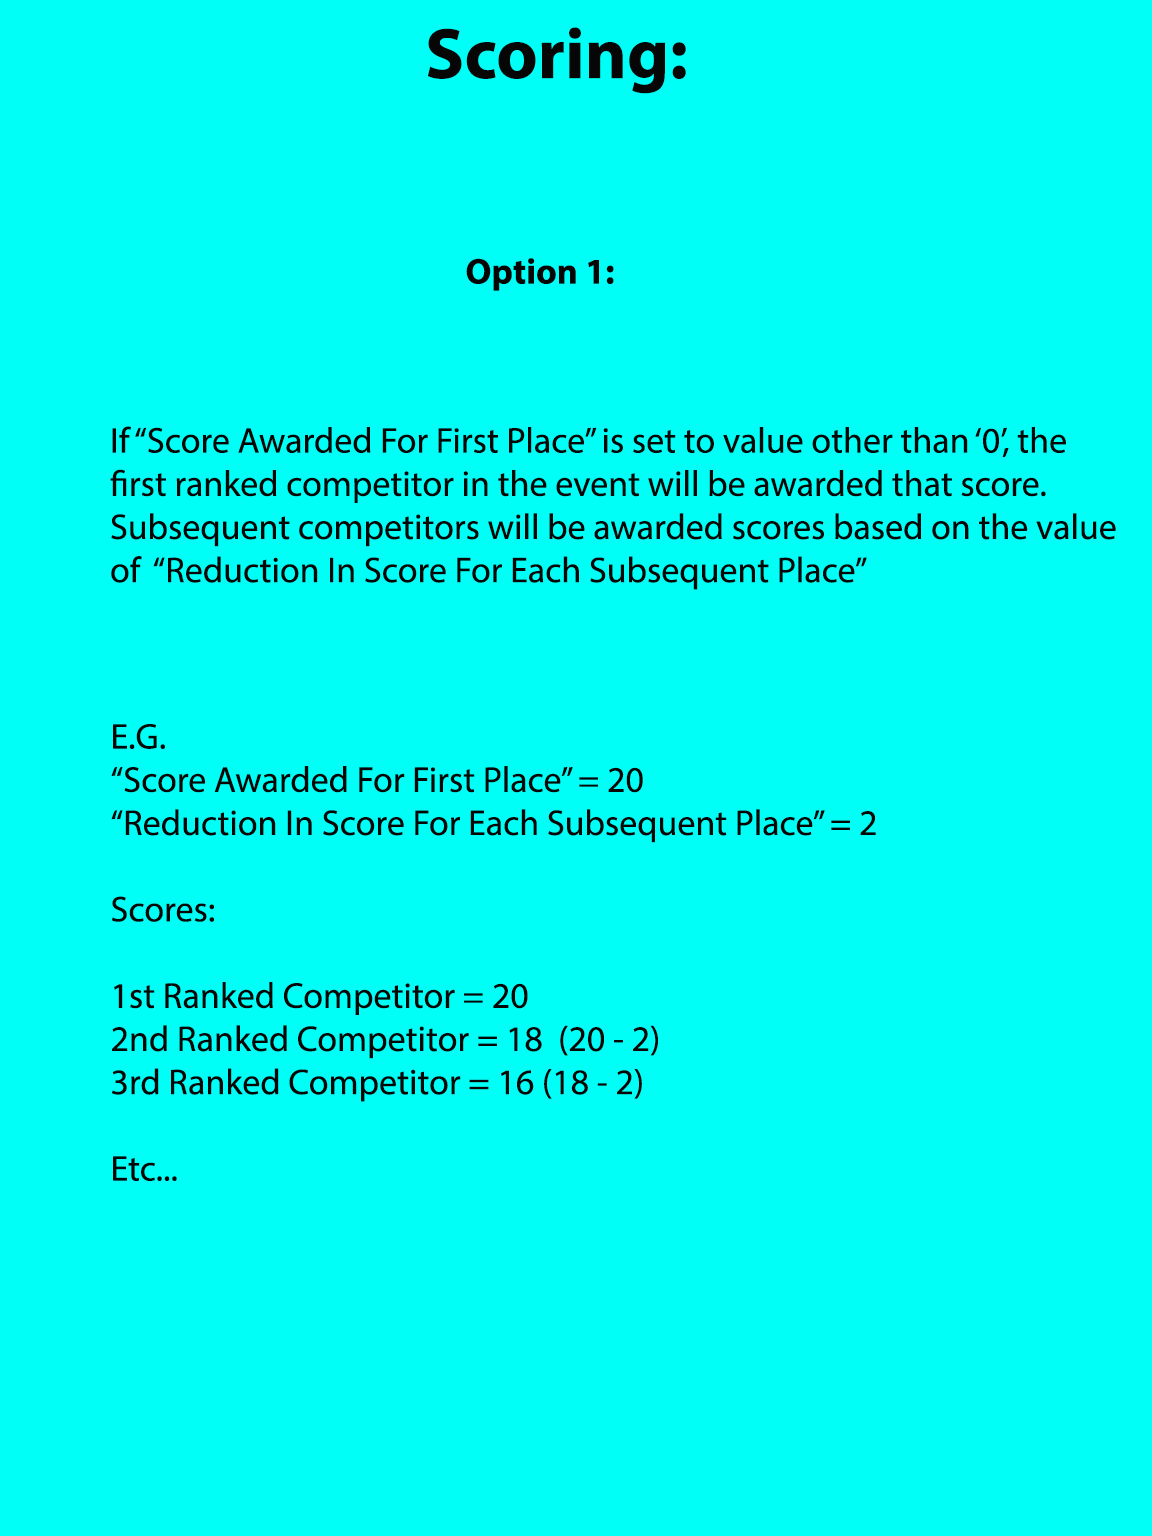 Scoring:
Option 1:
If “Score Awarded For First Place” is set to value other than ‘0’, the
first ranked competitor in the event will be awarded that score.
Subsequent competitors will be awarded scores based on the value
of  “Reduction In Score For Each Subsequent Place”
E.G.
“Score Awarded For First Place” = 20
“Reduction In Score For Each Subsequent Place” = 2
Scores:
1st Ranked Competitor = 20
2nd Ranked Competitor = 18  (20 - 2)
3rd Ranked Competitor = 16 (18 - 2)
Etc...